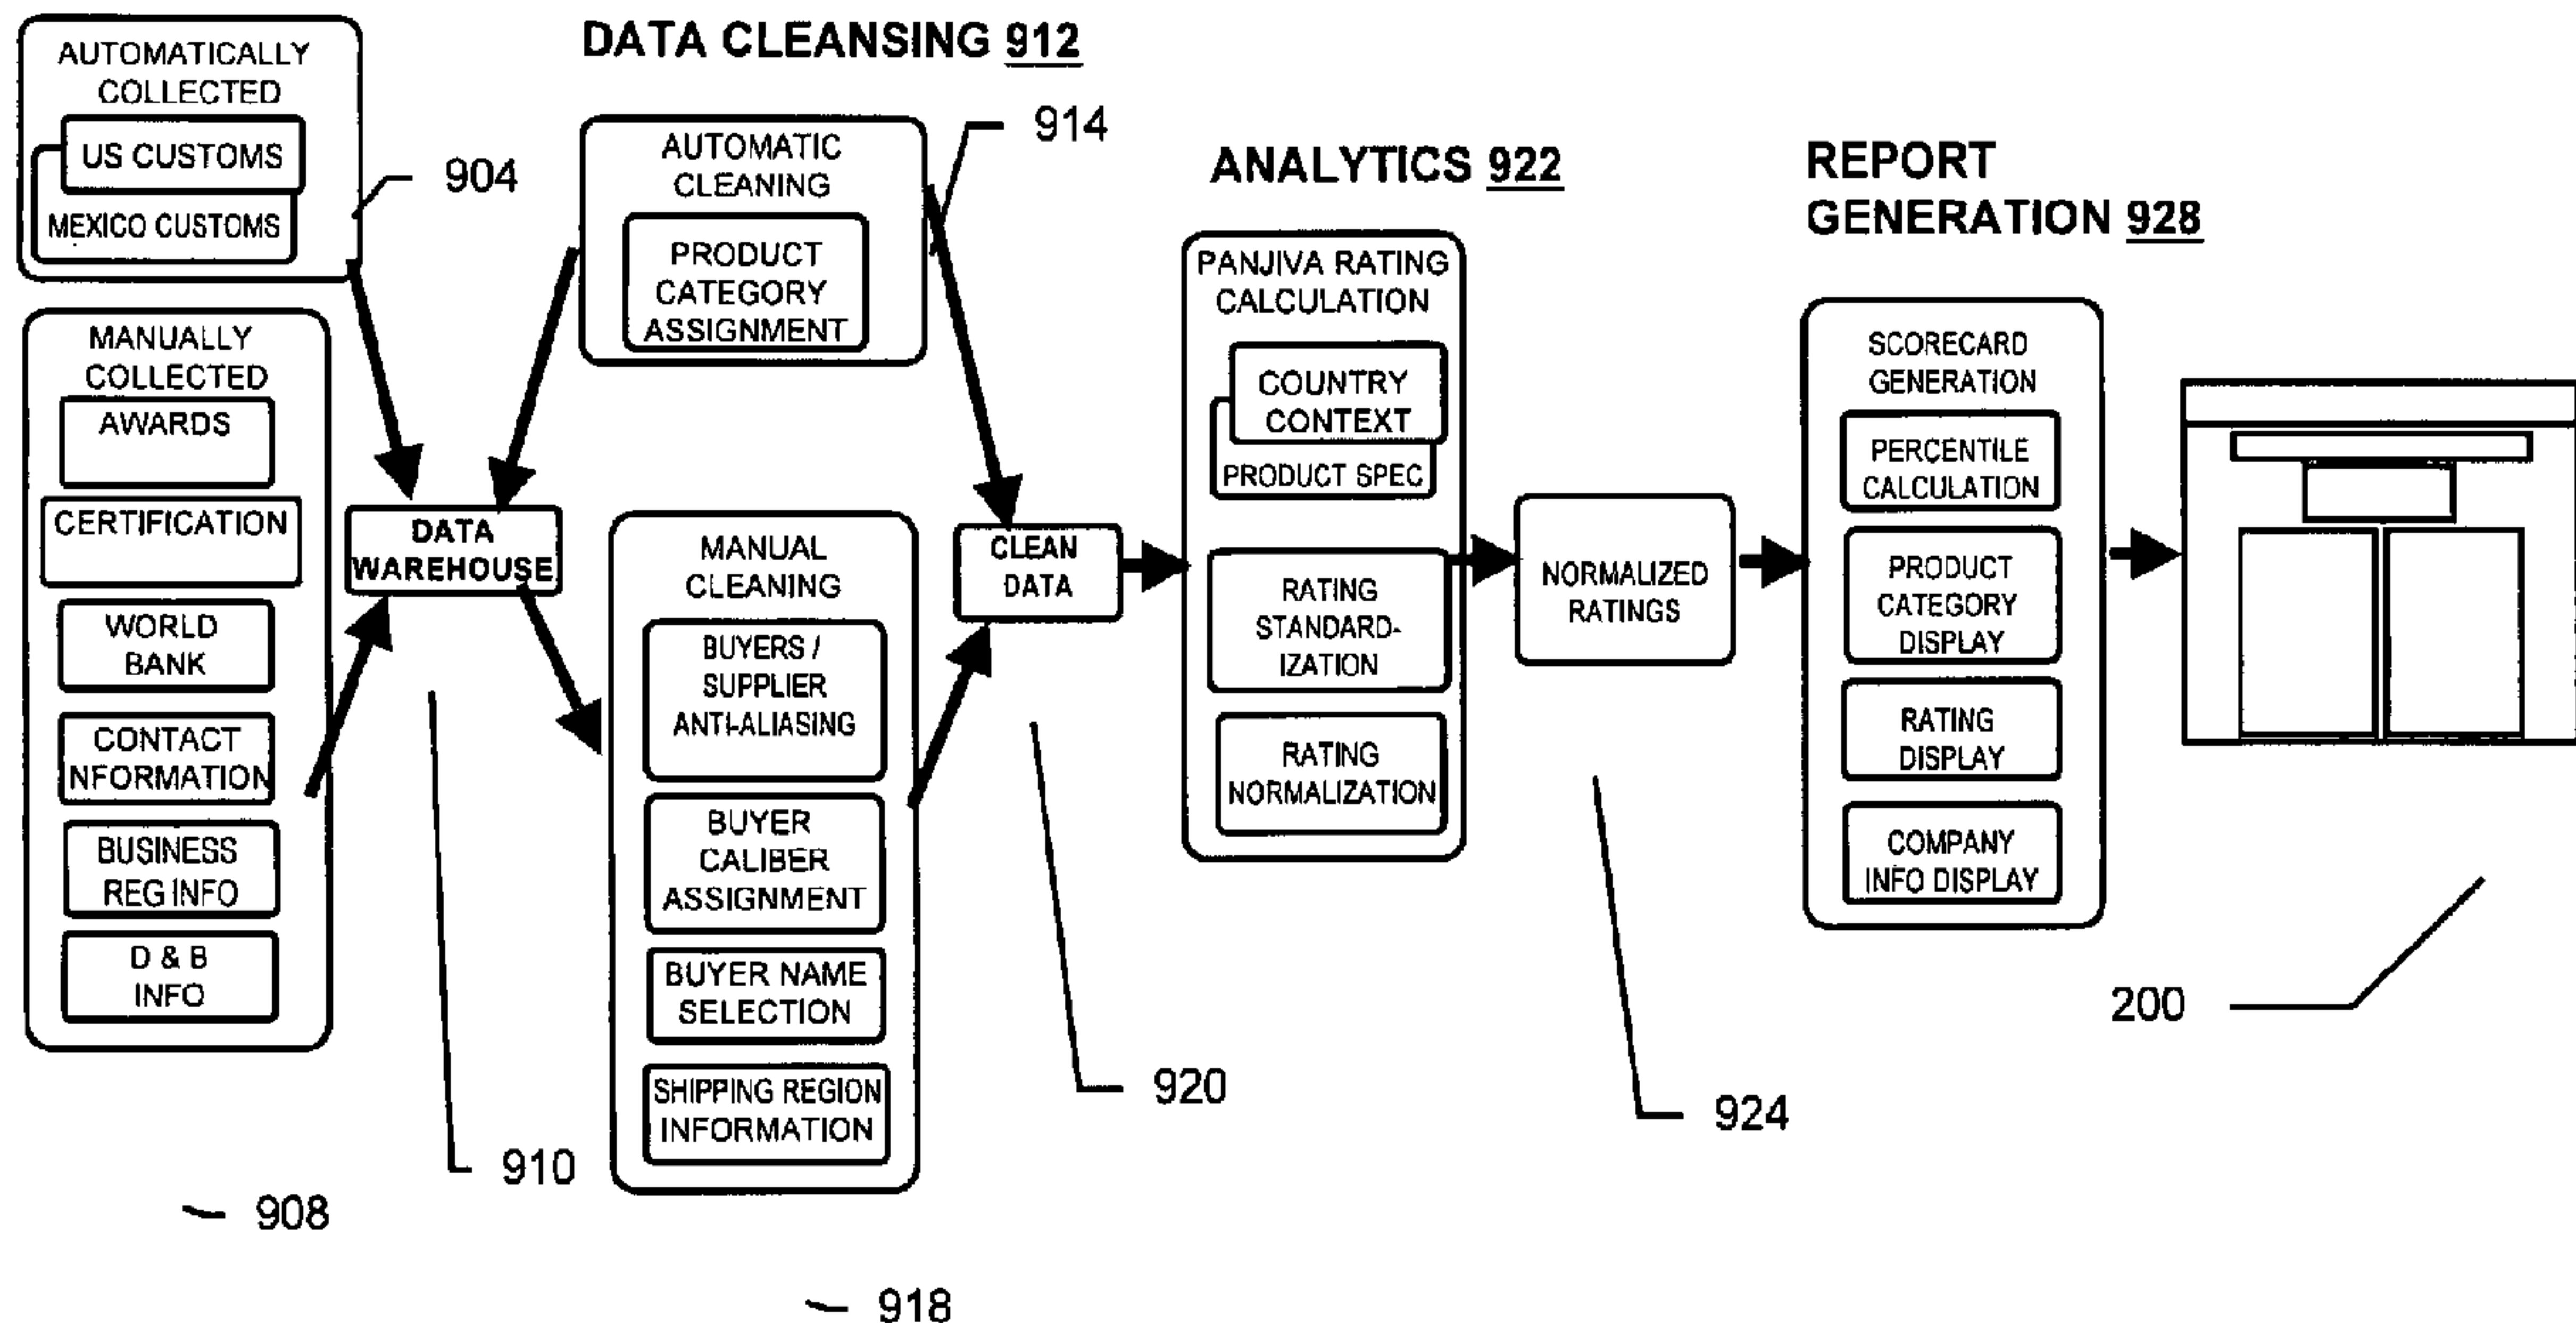 AUTOMATICALLY
COLLECTED
US CUSTOMS
MEXICO CUSTOMS
904
MANUALLY
COLLECTED
AWARDS
CERTIFICATION
WORLD
BANK
CONTACT
NFORMATION
BUSINESS
REG INFO
D & B
INFO
908
DATA
WAREHOUSE
910
DATA CLEANSING 912
AUTOMATIC
CLEANING
PRODUCT
CATEGORY
ASSIGNMENT
914
MANUAL
CLEANING
BUYERS /
SUPPLIER
ANTI-ALIASING
BUYER
CALIBER
ASSIGNMENT
BUYER NAME
SELECTION
SHIPPING REGION
INFORMATION
918
CLEAN
DATA
920
ANALYTICS 922
PANJIVA RATING
CALCULATION
COUNTRY
CONTEXT
PRODUCT SPEC
RATING
STANDARD-
IZATION
RATING
NORMALIZATION
NORMALIZED
RATINGS
924
REPORT
GENERATION 928
SCORECARD
GENERATION
PERCENTILE
CALCULATION
PRODUCT
CATEGORY
DISPLAY
RATING
DISPLAY
COMPANY
INFO DISPLAY
200